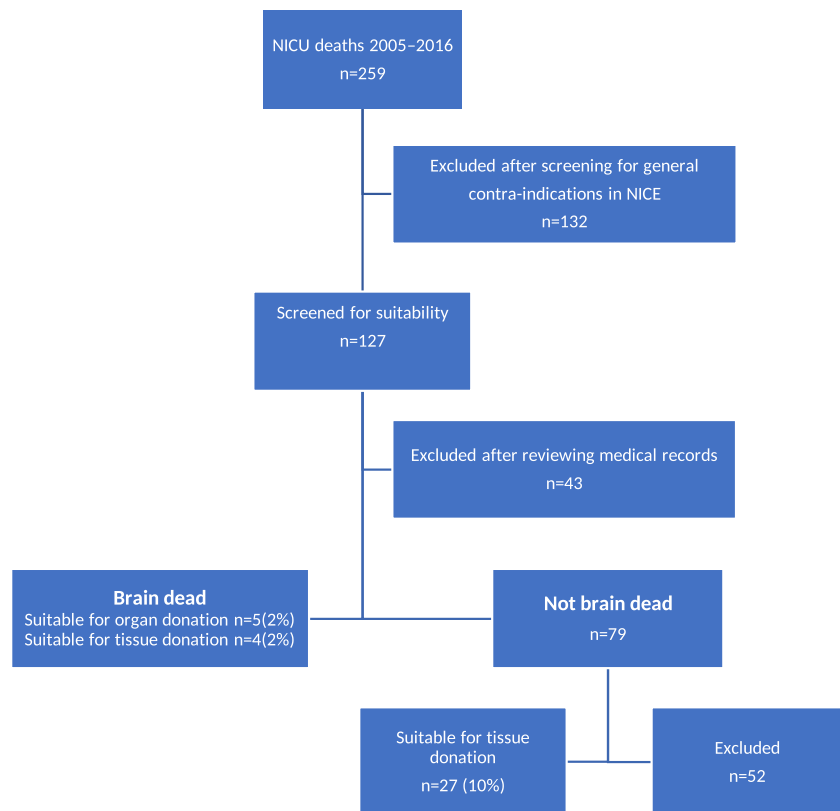 NICU deaths 2005–2016
n=259
Excluded after screening for general
contra-indications in NICE
n=132
Screened for suitability
n=127
Excluded after reviewing medical records
n=43
Brain dead
Suitable for organ donation n=5(2%)
Suitable for tissue donation n=4(2%)
Not brain dead
n=79
Suitable for tissue
donation
n=27 (10%)
Excluded
n=52